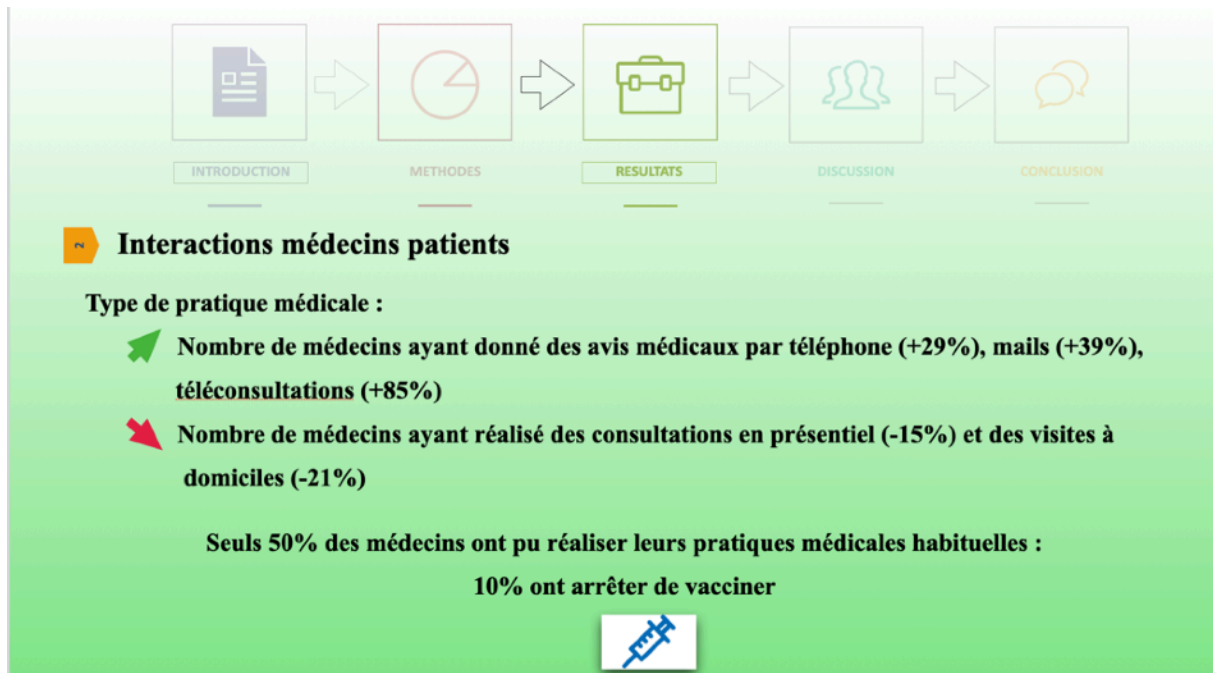 INTRODUCTION
METHODES
RESULTATS
DISCUSSION
CONCLUSION
2
Interactions médecins patients
Type de pratique médicale :
Nombre de médecins ayant donné des avis médicaux par téléphone (+29%), mails (+39%),
téléconsultations (+85%)
Nombre de médecins ayant réalisé des consultations en présentiel (-15%) et des visites à
domiciles (-21%)
Seuls 50% des médecins ont pu réaliser leurs pratiques médicales habituelles :
10% ont arrêter de vacciner